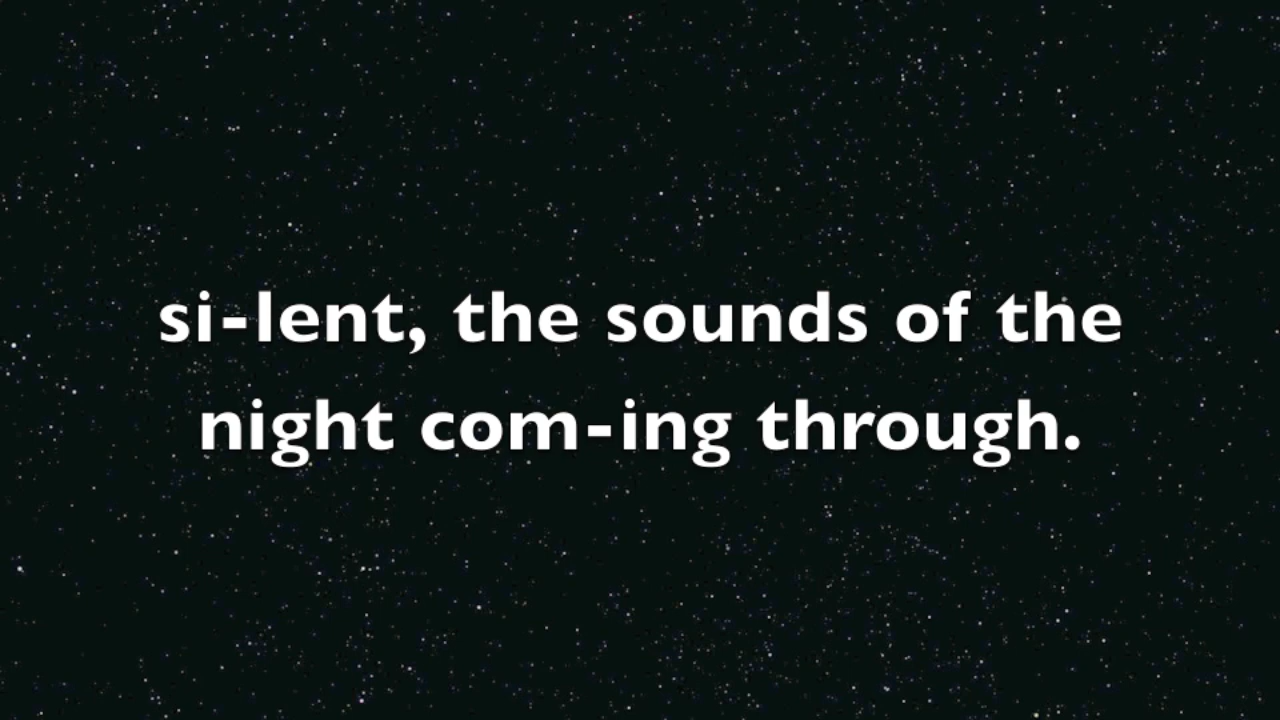 si-lent, the sounds of the
night com-ing through.